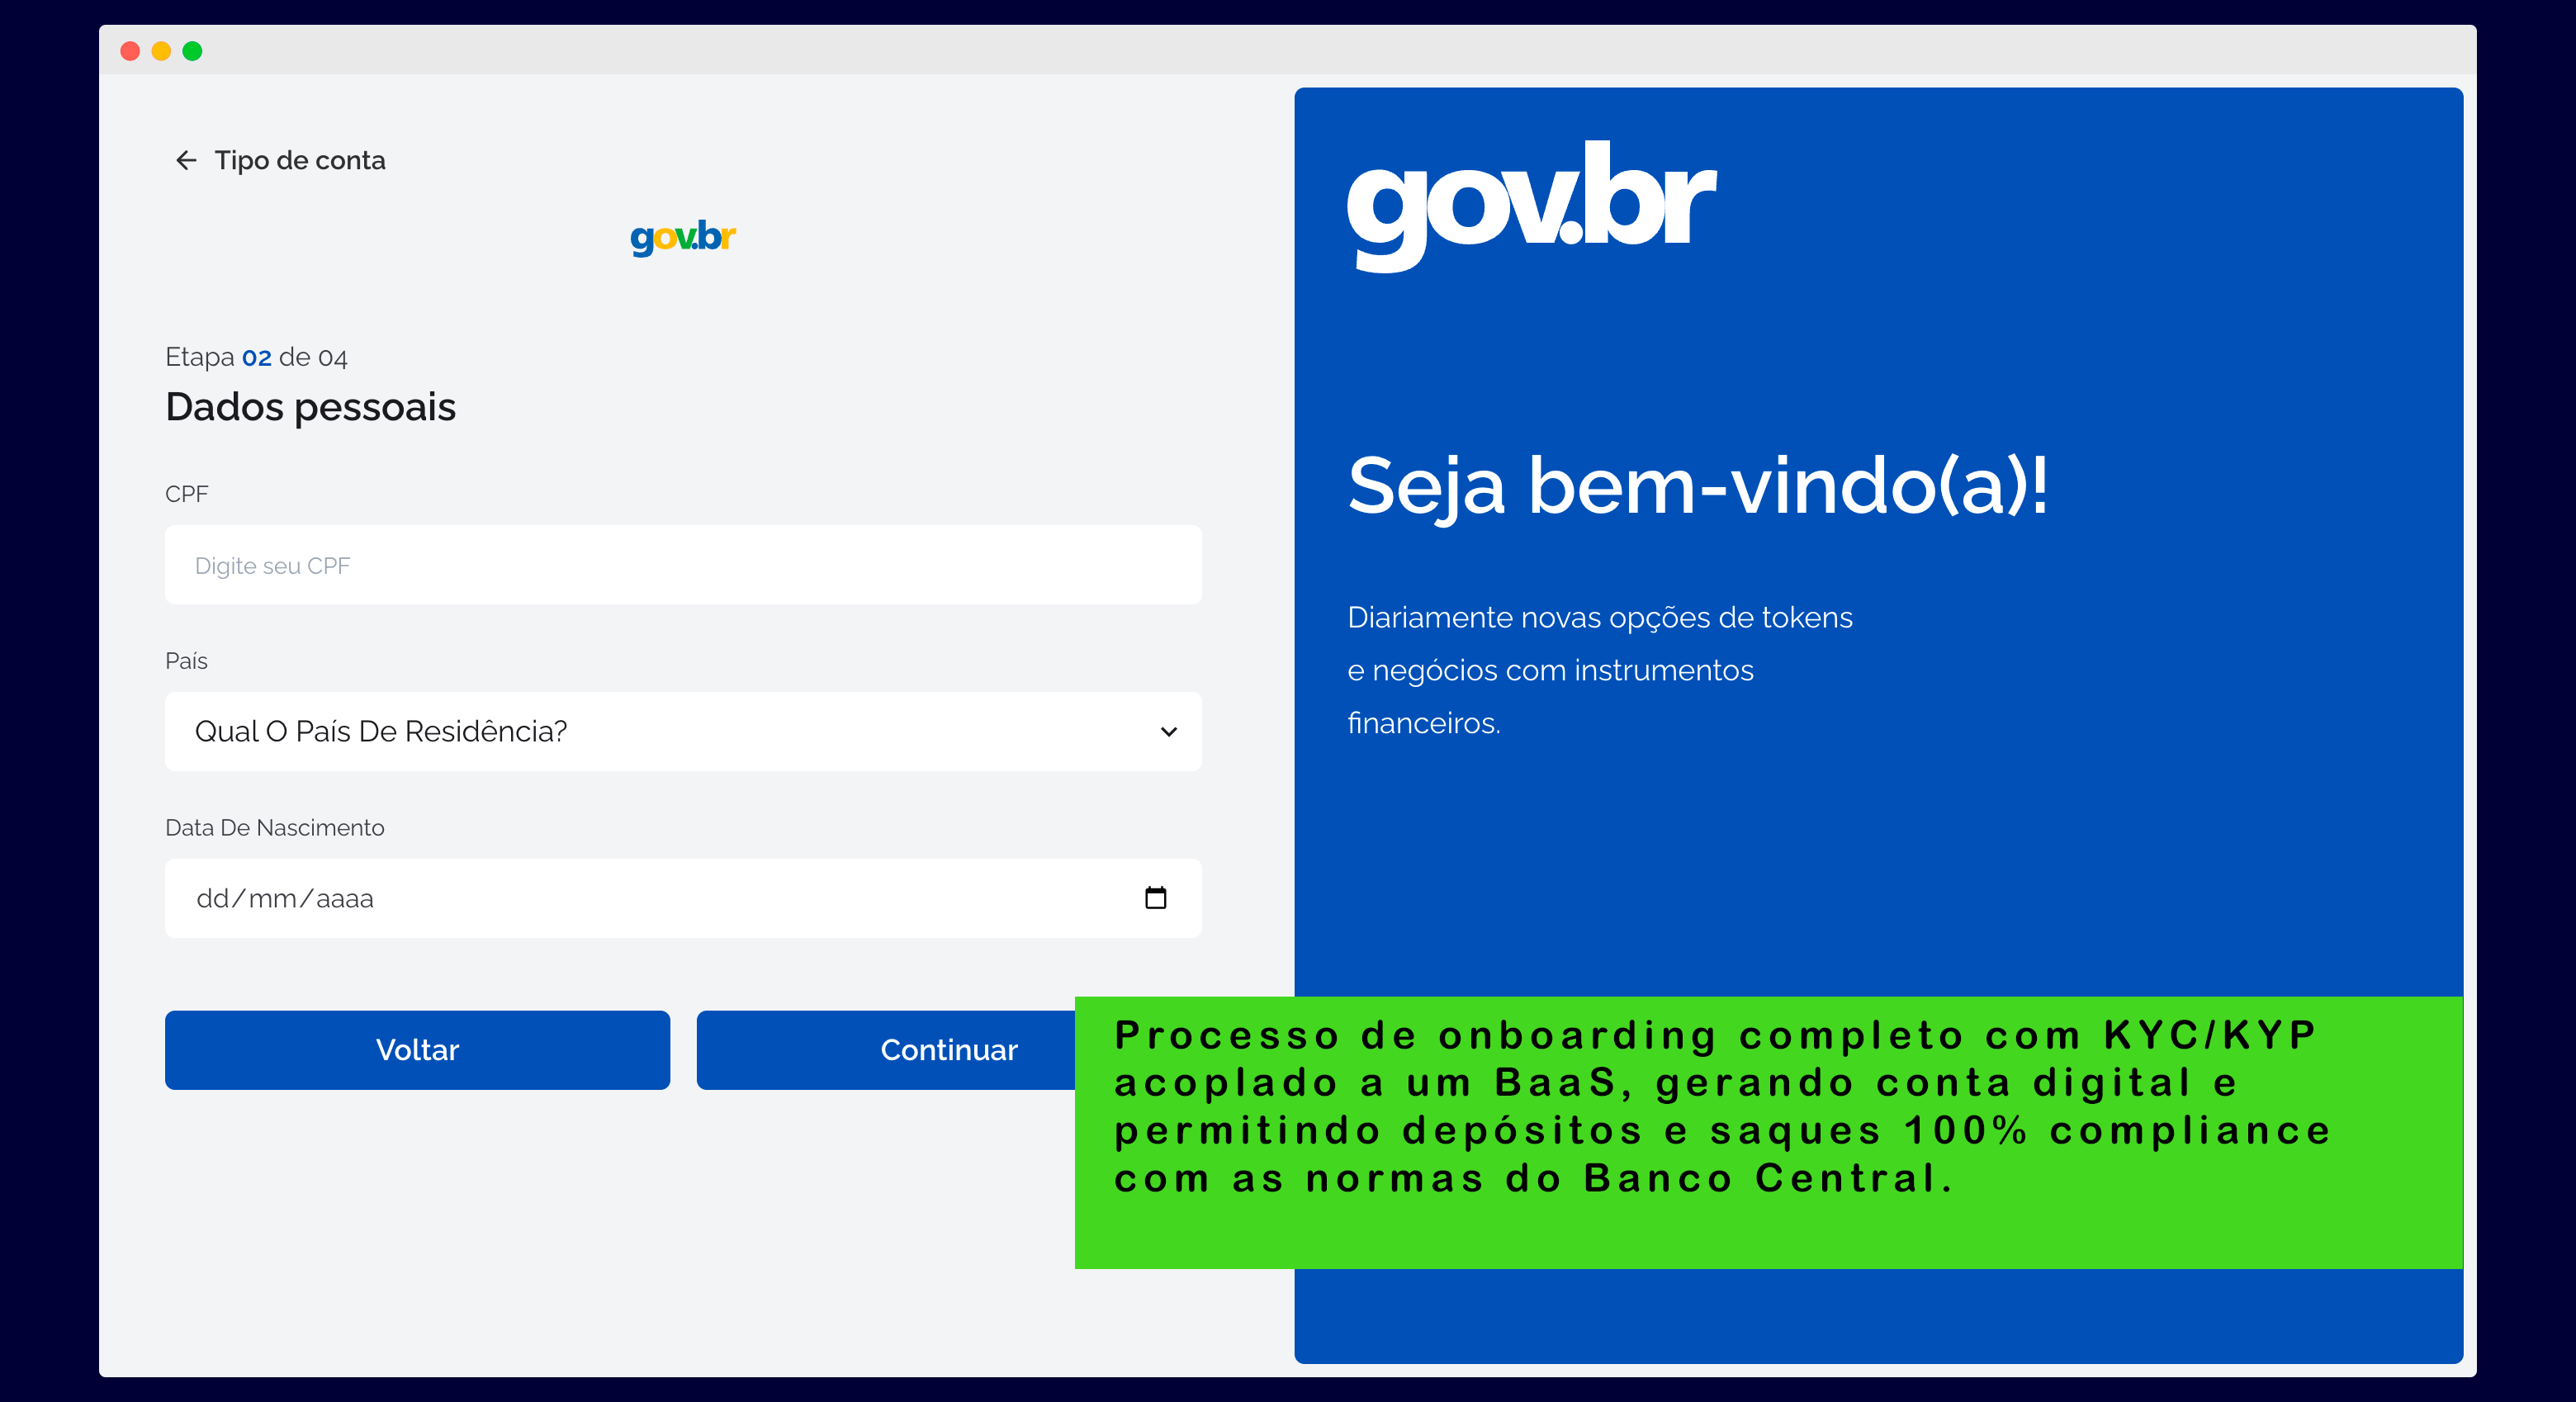 Tipo de conta
gov.br
Etapa 02 de 04
Dados pessoais
CPF
Digite seu CPF
País
Qual O País De Residência?
Data De Nascimento
dd/mm/aaaa
Voltar
Continuar
gov.br
Seja bem-vindo(a)!
Diariamente novas opções de tokens
e negócios com instrumentos
financeiros.
Processo de onboarding completo com KYC/KYP
acoplado a um BaaS, gerando conta digital e
permitindo depósitos e saques 100% compliance
com as normas do Banco Central.